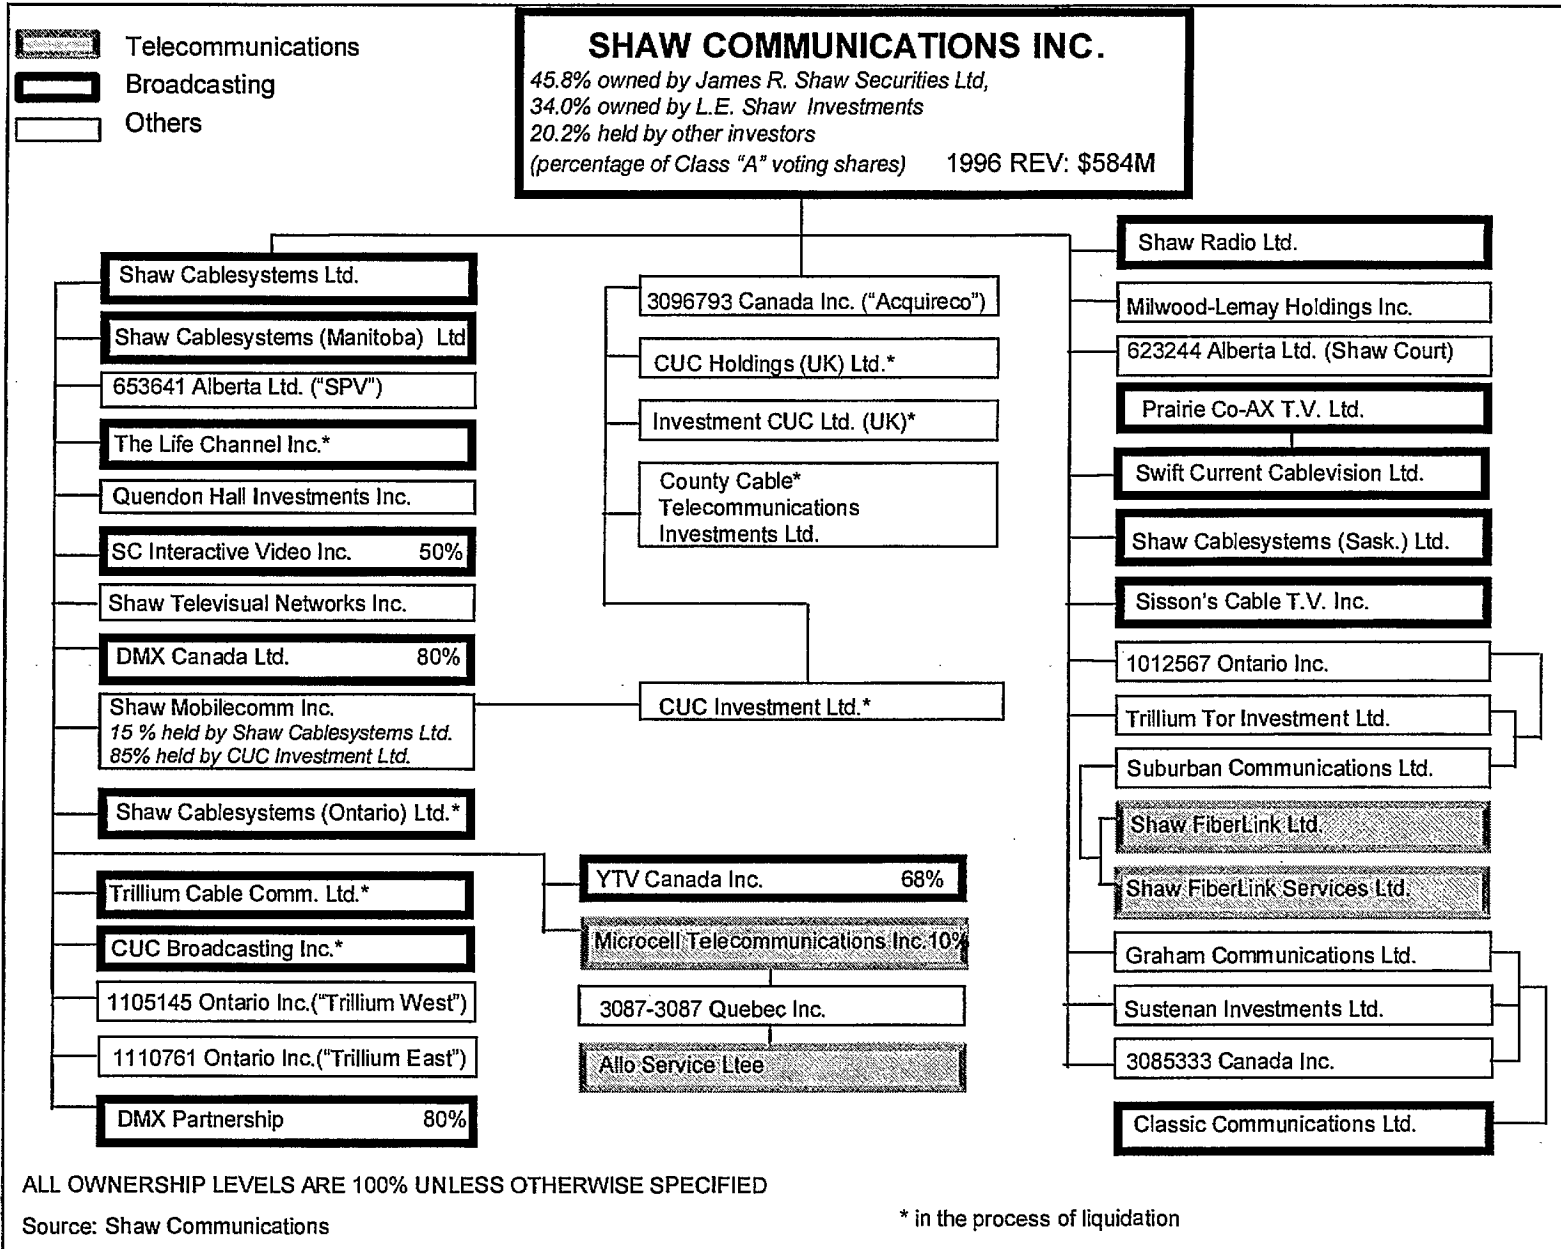 Telecommunications
Broadcasting
Others
SHAW COMMUNICATIONS INC.
45.8% owned by James R. Shaw Securities Ltd,
34.0% owned by L.E. Shaw Investments
20.2% held by other investors
(percentage of Class "A" voting shares) 1996 REV: $584M
Shaw Cablesystems Ltd.
Shaw Cablesystems (Manitoba) Ltd
653641 Alberta Ltd. ("SPV")
The Life Channel Inc.*
Quendon Hall Investments Inc.
SC Interactive Video Inc. 50%
Shaw Televisual Networks Inc.
DMX Canada Ltd. 80%
Shaw Mobilecomm Inc.
15 % held by Shaw Cablesystems Ltd.
85% held by CUC Investment Ltd.
Shaw Cablesystems (Ontario) Ltd.*
Trillium Cable Comm. Ltd.*
CUC Broadcasting Inc.*
1105145 Ontario Inc.("Trillium West")
1110761 Ontario Inc.("Trillium East")
DMX Partnership 80%
3096793 Canada Inc. ("Acquireco")
CUC Holdings (UK) Ltd.*
Investment CUC Ltd. (UK)*
County Cable*
Telecommunications
Investments Ltd.
CUC Investment Ltd.*
YTV Canada Inc. 68%
Microcell Telecommunications Inc.10%
3087-3087 Quebec Inc.
Allo Service Ltee
Shaw Radio Ltd.
Milwood-Lemay Holdings Inc.
623244 Alberta Ltd. (Shaw Court)
Prairie Co-AX T.V. Ltd.
Swift Current Cablevision Ltd.
Shaw Cablesystems (Sask.) Ltd.
Sisson's Cable T.V. Inc.
1012567 Ontario Inc.
Trillium Tor Investment Ltd.
Suburban Communications Ltd.
Shaw FiberLink Ltd.
Shaw FiberLink Services Ltd.
Graham Communications Ltd.
Sustenan Investments Ltd.
3085333 Canada Inc.
Classic Communications Ltd.
ALL OWNERSHIP LEVELS ARE 100% UNLESS OTHERWISE SPECIFIED
Source: Shaw Communications
* in the process of liquidation